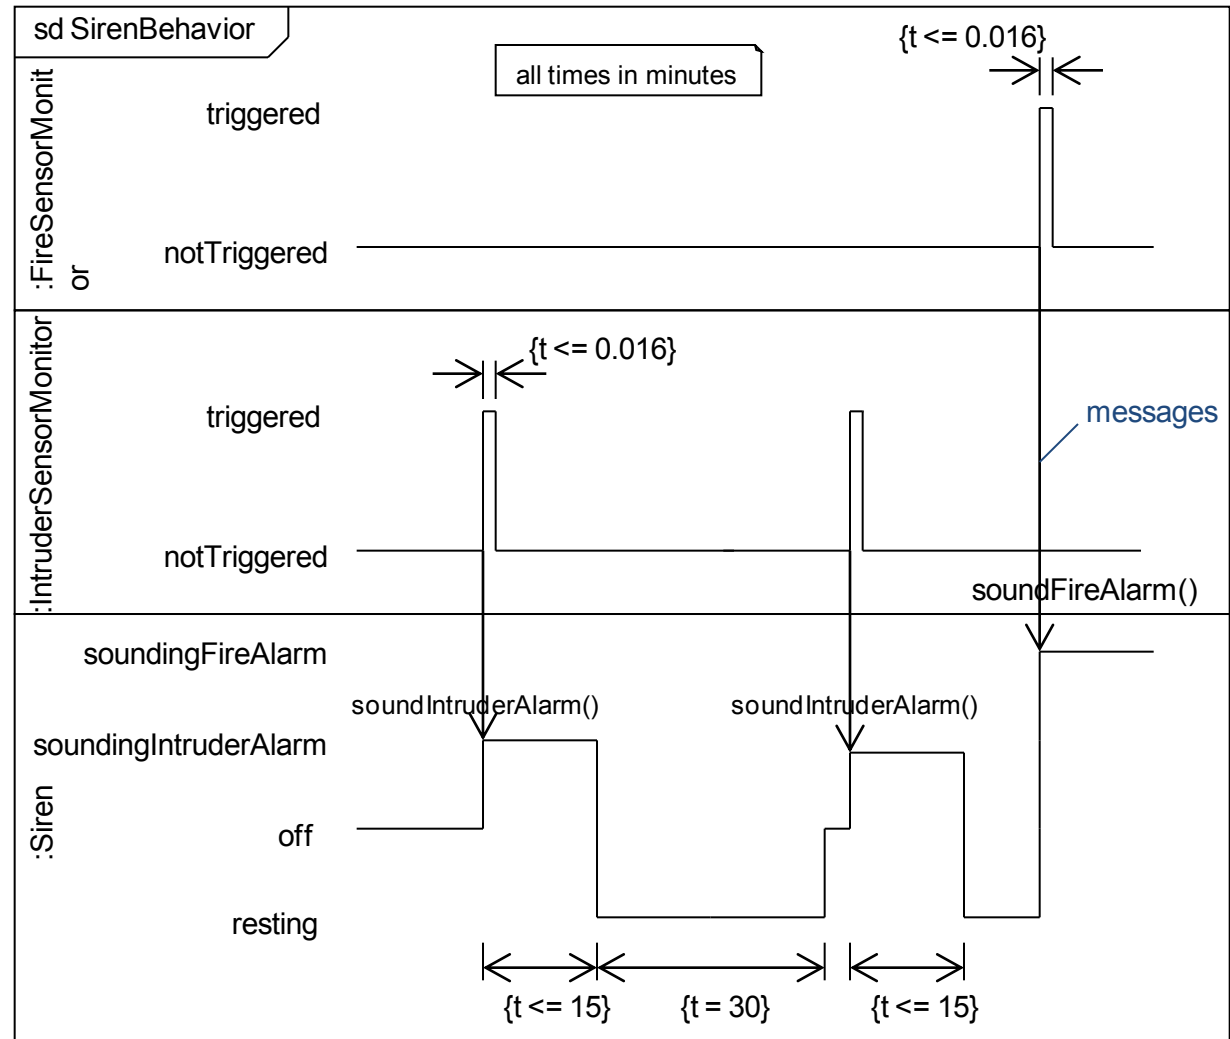 sd SirenBehavior
all times in minutes
{t <= 0.016}
:FireSensorMonit
or
triggered
notTriggered
{t <= 0.016}
:IntruderSensorMonitor
triggered
messages
notTriggered
soundFireAlarm()
:Siren
soundingFireAlarm
soundIntruderAlarm()
soundIntruderAlarm()
soundingIntruderAlarm
off
resting
{t <= 15}
{t = 30}
{t <= 15}